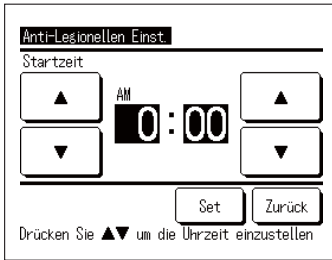 Anti-Legionellen Einst.
Startzeit
▲ AM ▲
0:00
▼ ▼
Set Zurück
Drücken Sie ▲▼ um die Uhrzeit einzustellen